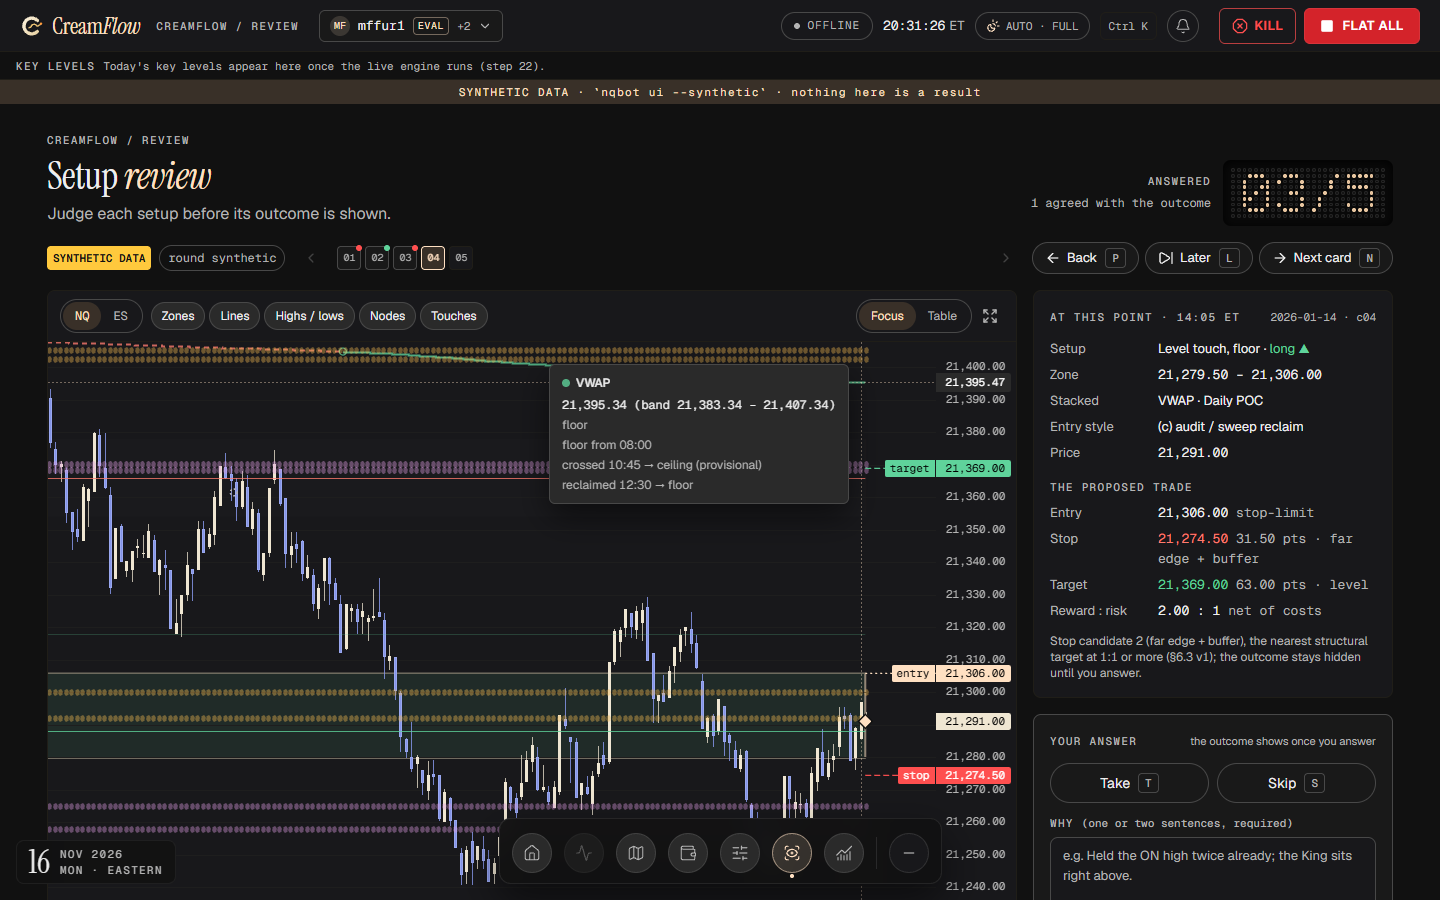 CreamFlow CREAMFLOW / REVIEW MF mffur1 EVAL +2 OFFLINE 20:31:26 ET AUTO · FULL Ctrl K KILL FLAT ALL
KEY LEVELS Today's key levels appear here once the live engine runs (step 22).
SYNTHETIC DATA · `nqbot ui --synthetic` · nothing here is a result
CREAMFLOW / REVIEW
Setup review
Judge each setup before its outcome is shown.
ANSWERED
1 agreed with the outcome
03/5
SYNTHETIC DATA round synthetic 01 02 03 04 05
Back P Later L Next card N
NQ ES Zones Lines Highs / lows Nodes Touches Focus Table
21,400.00
21,395.47
21,390.00
21,380.00
target 21,369.00
21,360.00
21,350.00
21,340.00
21,330.00
21,320.00
21,310.00
entry 21,306.00
21,300.00
21,291.00
21,280.00
stop 21,274.50
21,270.00
21,260.00
21,250.00
21,240.00
VWAP
21,395.34 (band 21,383.34 – 21,407.34)
floor
floor from 08:00
crossed 10:45 → ceiling (provisional)
reclaimed 12:30 → floor
AT THIS POINT · 14:05 ET 2026-01-14 · c04
Setup Level touch, floor · long ▲
Zone 21,279.50 – 21,306.00
Stacked VWAP · Daily POC
Entry style (c) audit / sweep reclaim
Price 21,291.00
THE PROPOSED TRADE
Entry 21,306.00 stop-limit
Stop 21,274.50 31.50 pts · far
edge + buffer
Target 21,369.00 63.00 pts · level
Reward : risk 2.00 : 1 net of costs
Stop candidate 2 (far edge + buffer), the nearest structural
target at 1:1 or more (§6.3 v1); the outcome stays hidden
until you answer.
YOUR ANSWER the outcome shows once you answer
Take T Skip S
WHY (one or two sentences, required)
e.g. Held the ON high twice already; the King sits
right above.
16 NOV 2026
MON · EASTERN